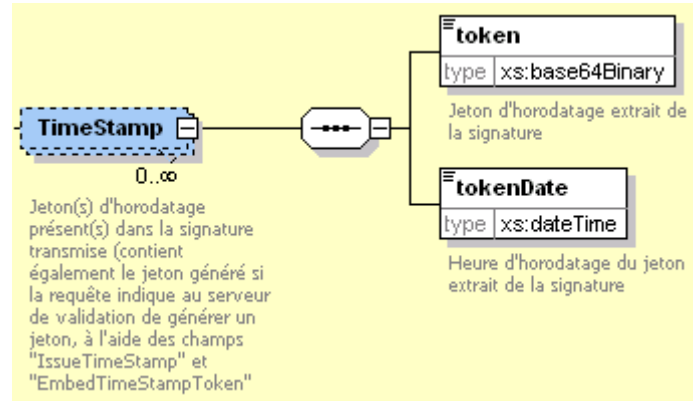 TimeStamp
0..∞
Jeton(s) d'horodatage
présent(s) dans la signature
transmise (contient
également le jeton généré si
la requête indique au serveur
de validation de générer un
jeton, à l'aide des champs
"IssueTimeStamp" et
"EmbedTimeStampToken"
token
type xs:base64Binary
Jeton d'horodatage extrait de
la signature
tokenDate
type xs:dateTime
Heure d'horodatage du jeton
extrait de la signature